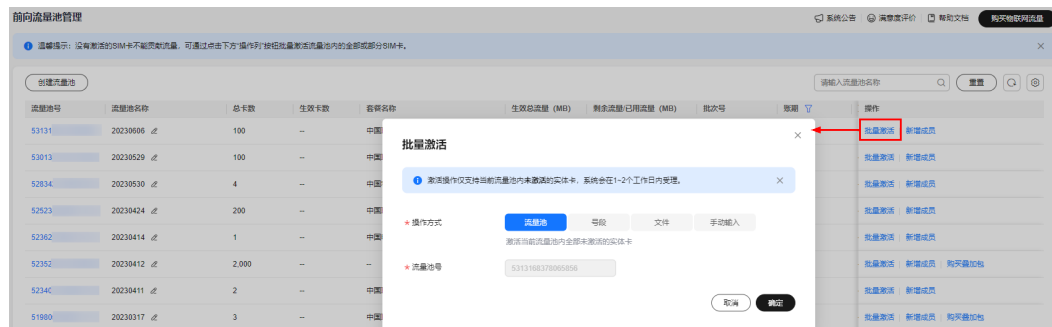 前向流量池管理
系统公告 满意度评价 帮助文档 购买物联网流量
温馨提示：没有激活的SIM卡不能贡献流量，可通过点击下方“操作列”按钮批量激活流量池内的全部或部分SIM卡。
创建流量池 请输入流量池名称 重置
流量池号 流量池名称 总卡数 生效卡数 套餐名称 生效总流量 (MB) 剩余流量/已用流量 (MB) 批次号 账期 操作
53131 20230606 100 -- 中国 批量激活 新增成员
批量激活
53013 20230529 100 -- 中国 批量激活 新增成员
激活操作仅支持当前流量池内未激活的实体卡，系统会在1~2个工作日内受理。
52834 20230530 4 -- 中国 批量激活 新增成员
52523 20230424 200 -- 中国 批量激活 新增成员
* 操作方式 流量池 号段 文件 手动输入
52362 20230414 1 -- 中国 批量激活 新增成员
激活当前流量池内全部未激活的实体卡
52352 20230412 2,000 -- -- 批量激活 新增成员 购买叠加包
* 流量池号 5313168378065856
52340 20230411 2 -- 中国 批量激活 新增成员
取消 确定
51980 20230317 3 -- 中国 批量激活 新增成员 购买叠加包